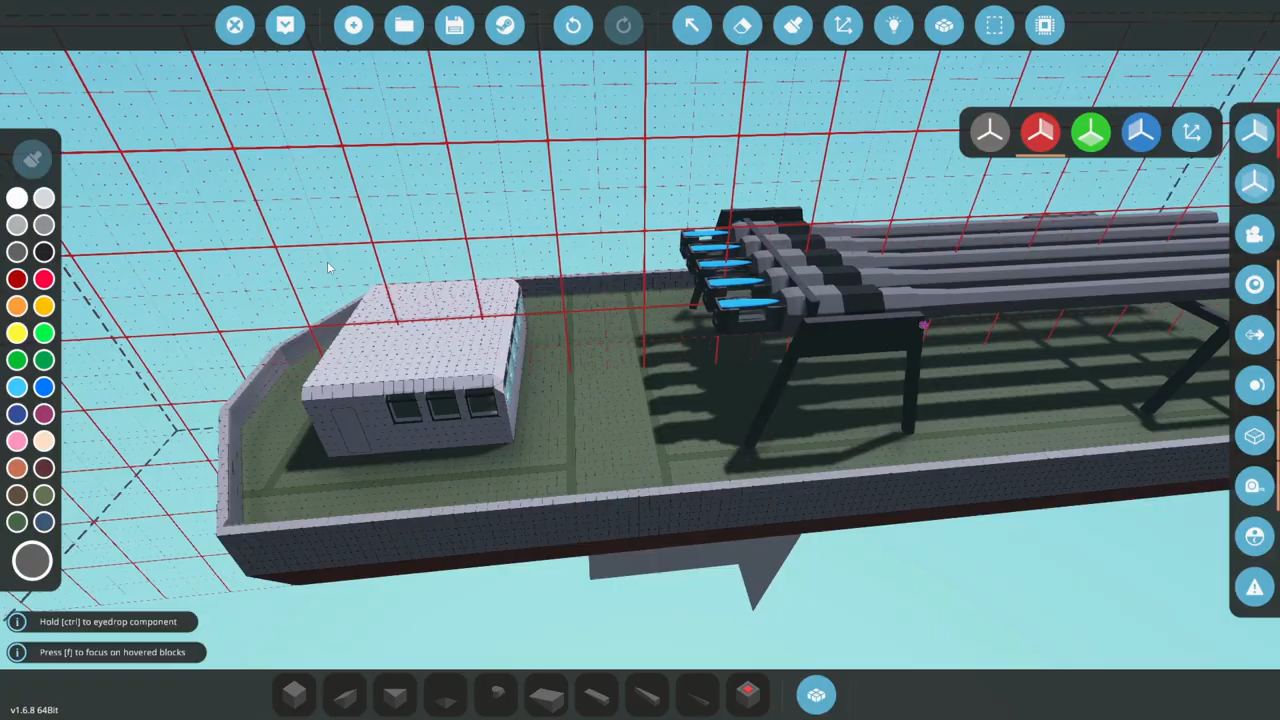 Hold [ctrl] to eyedrop component
Press [f] to focus on hovered blocks
v1.6.8 64Bit